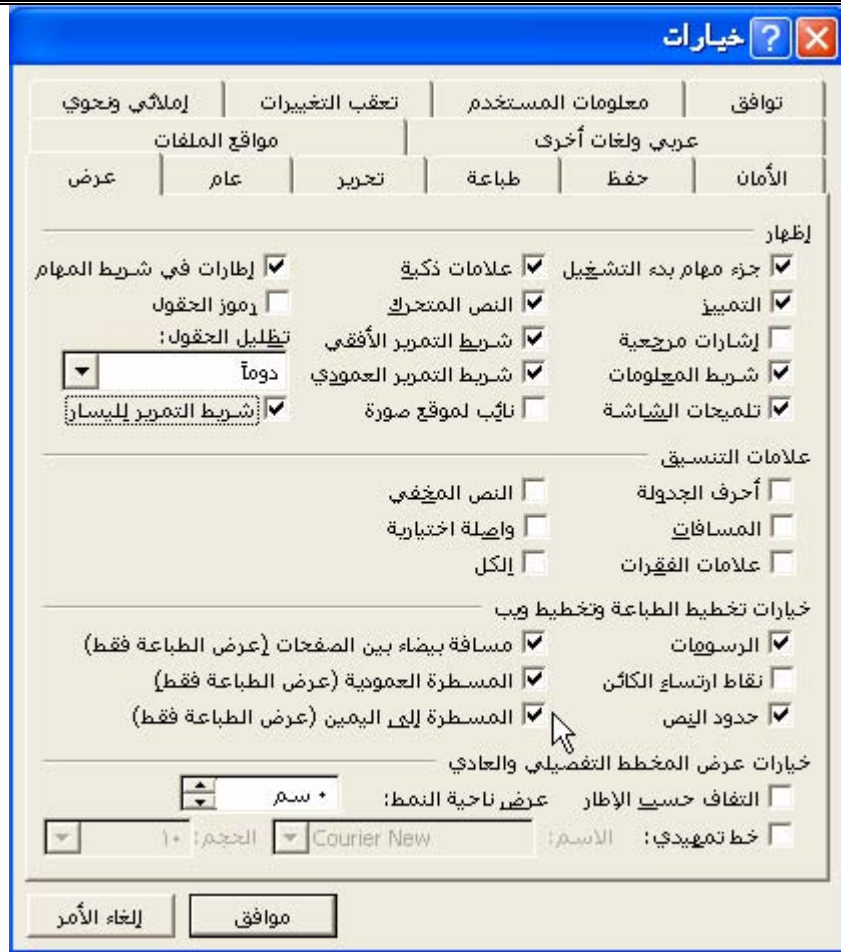 خيارات
توافق معلومات المستخدم تعقب التغييرات إملائي ونحوي
عربي ولغات أخرى مواقع الملفات
الأمان حفظ طباعة تحرير عام عرض
إظهار
جزء مهام بدء التشغيل علامات ذكية إطارات في شريط المهام
التمييز النص المتحرك رموز الحقول
إشارات مرجعية شريط التمرير الأفقي تظليل الحقول:
شريط المعلومات شريط التمرير العمودي دوماً
تلميحات الشاشة نائب لموقع صورة شريط التمرير لليسار
علامات التنسيق
أحرف الجدولة النص المخفي
المسافات واصلة اختيارية
علامات الفقرات الكل
خيارات تخطيط الطباعة وتخطيط ويب
الرسومات مسافة بيضاء بين الصفحات (عرض الطباعة فقط)
نقاط ارتساء الكائن المسطرة العمودية (عرض الطباعة فقط)
حدود النص المسطرة إلى اليمين (عرض الطباعة فقط)
خيارات عرض المخطط التفصيلي والعادي
التفاف حسب الإطار عرض ناحية النمط: ٠ سم
خط تمهيدي: الاسم: Courier New الحجم: ١٠
موافق إلغاء الأمر